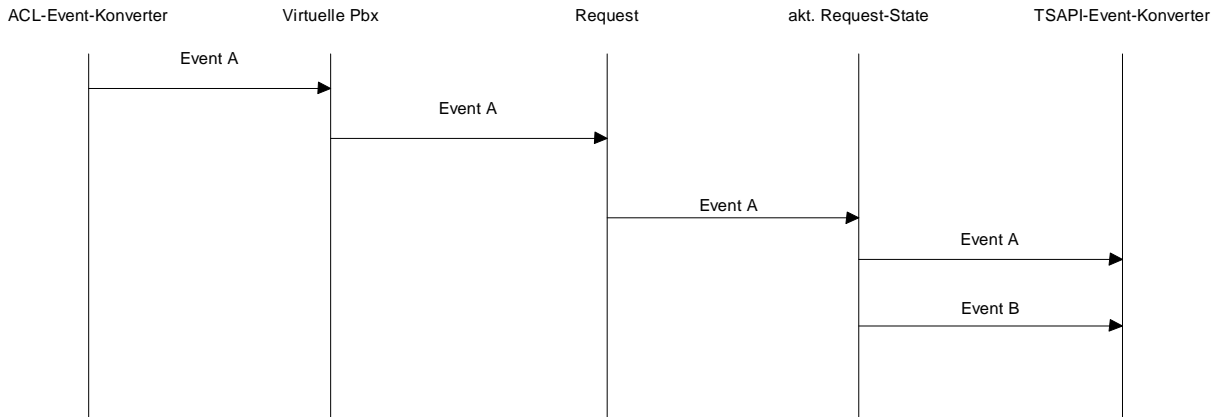 ACL-Event-Konverter
Virtuelle Pbx
Request
akt. Request-State
TSAPI-Event-Konverter
Event A
Event A
Event A
Event A
Event B